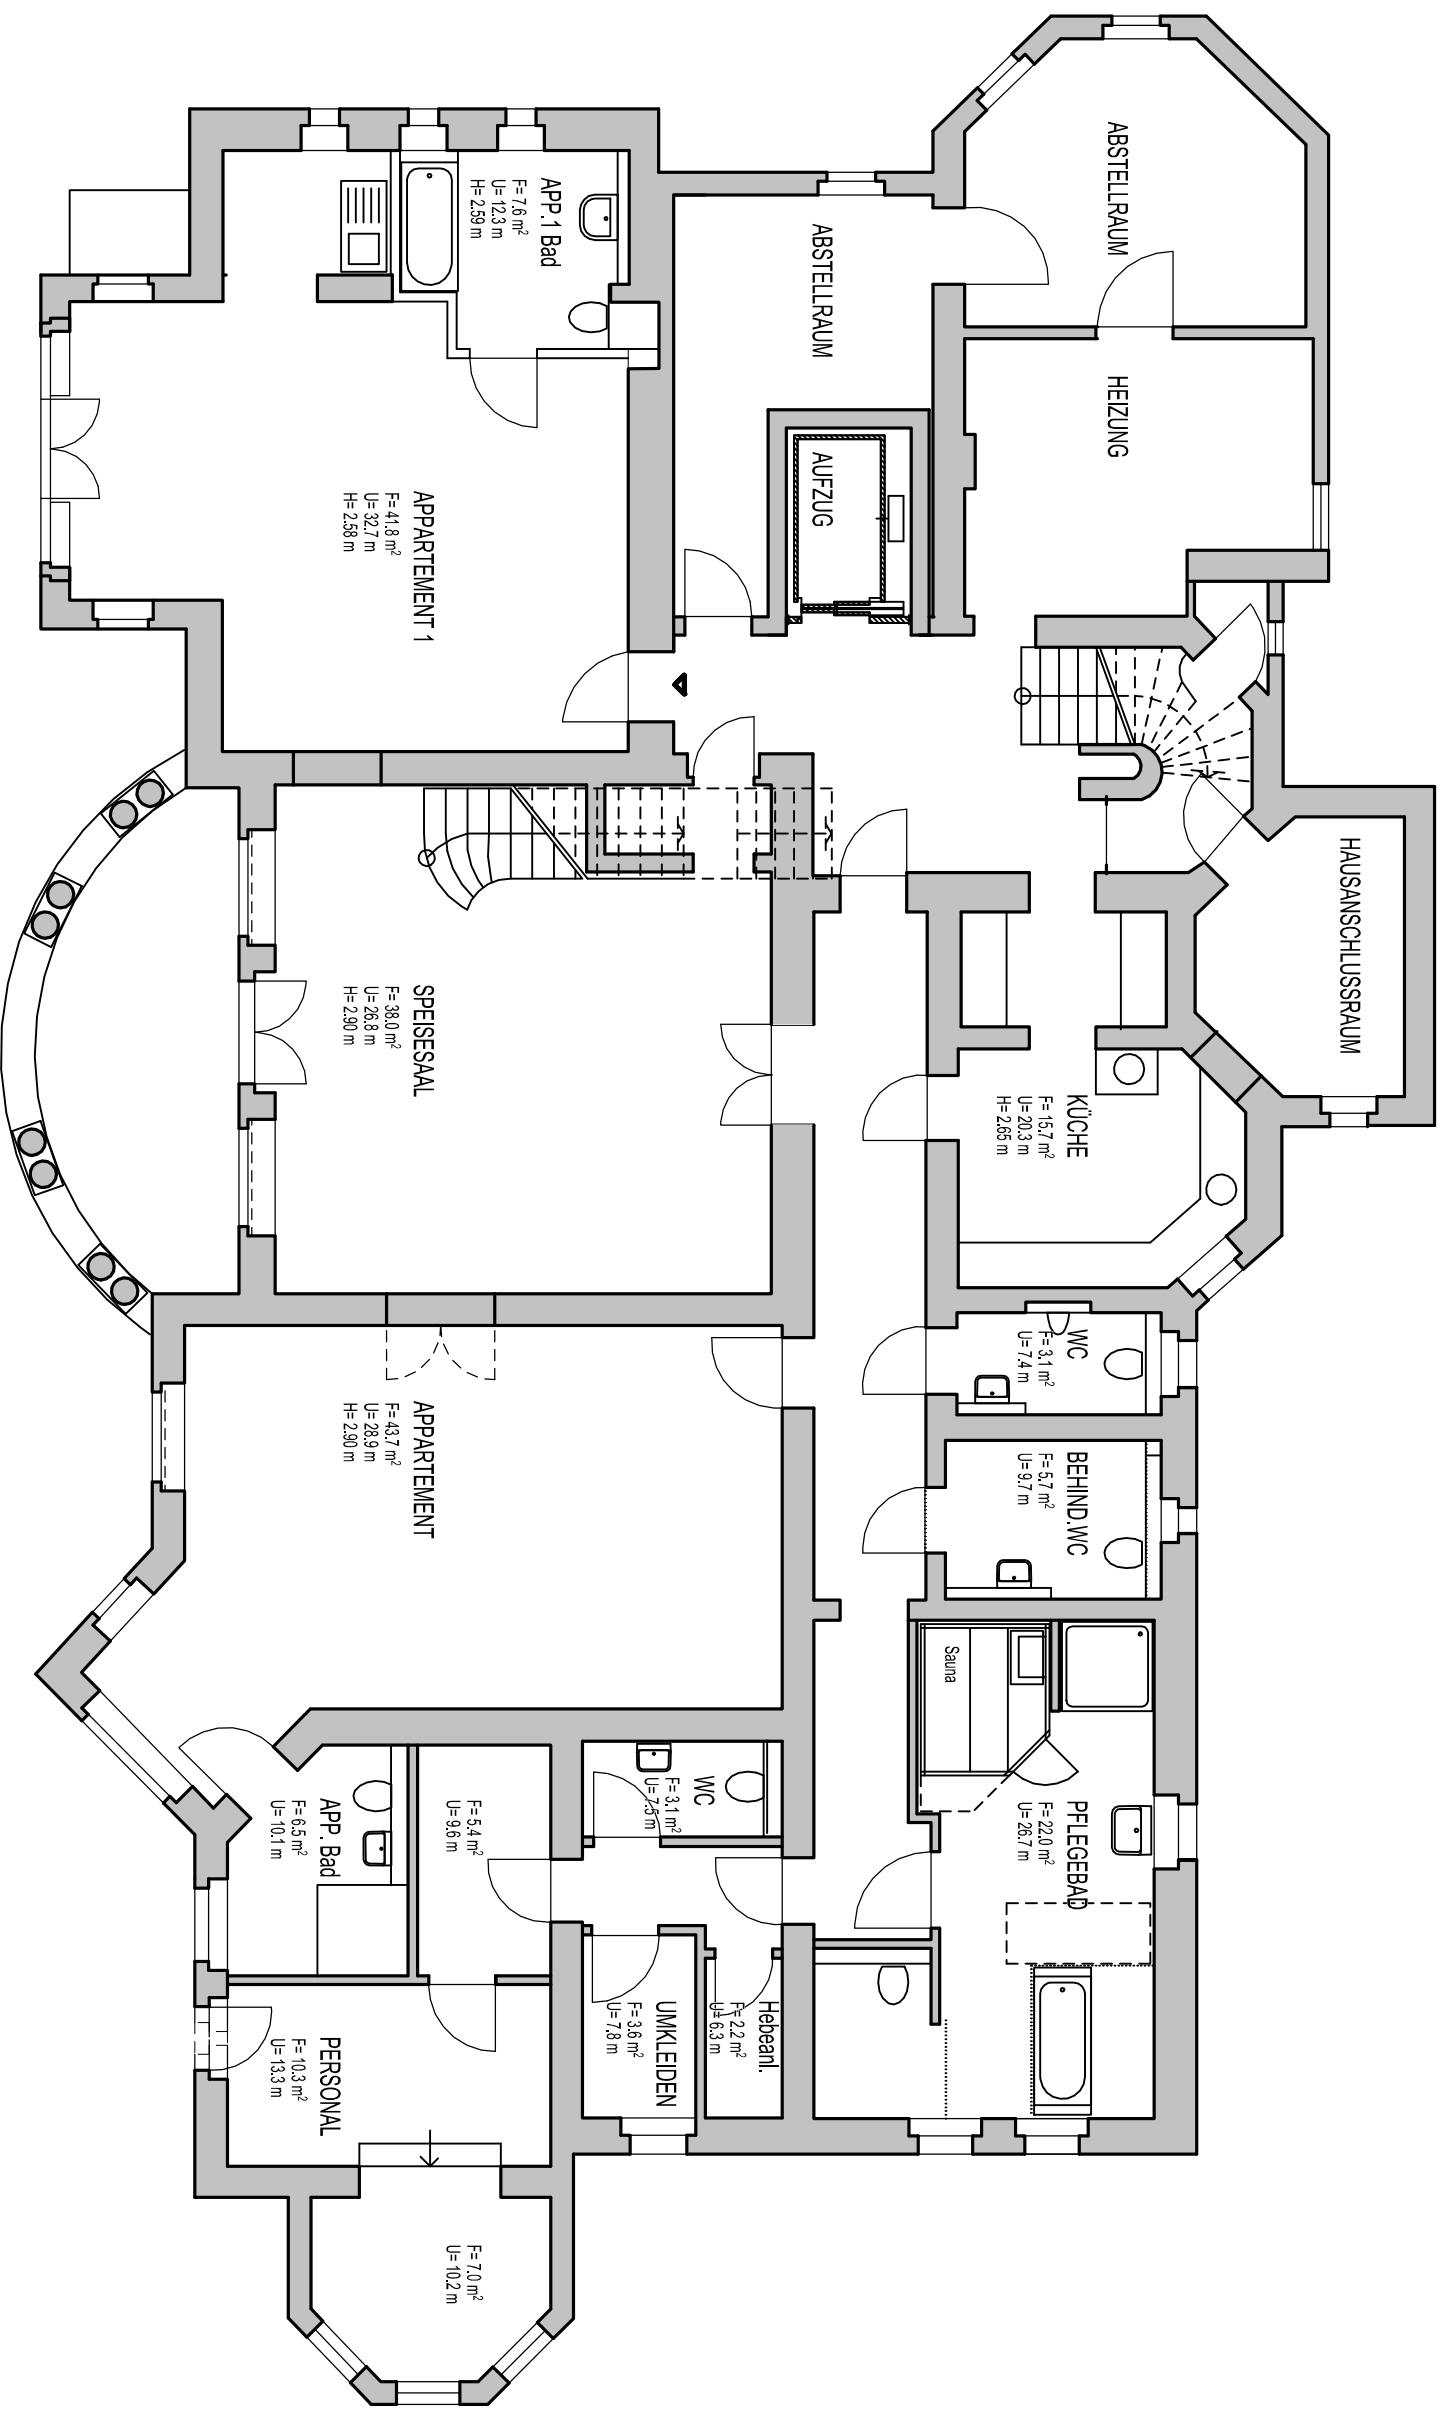 ABSTELLRAUM
ABSTELLRAUM
HEIZUNG
AUFZUG
HAUSANSCHLUSSRAUM
APP.1 Bad
F= 7.6 m²
U= 12.3 m
H= 2.59 m
APPARTEMENT 1
F= 41.8 m²
U= 32.7 m
H= 2.58 m
SPEISESAAL
F= 38.0 m²
U= 26.8 m
H= 2.90 m
KÜCHE
F= 15.7 m²
U= 20.3 m
H= 2.65 m
WC
F= 3.1 m²
U= 7.4 m
BEHIND.WC
F= 5.7 m²
U= 9.7 m
APPARTEMENT
F= 43.7 m²
U= 28.9 m
H= 2.90 m
Sauna
PFLEGEBAD
F= 22.0 m²
U= 26.7 m
WC
F= 3.1 m²
U= 7.5 m
F= 5.4 m²
U= 9.6 m
APP. Bad
F= 6.5 m²
U= 10.1 m
Hebeanl.
F= 2.2 m²
U= 6.3 m
UMKLEIDEN
F= 3.6 m²
U= 7.8 m
PERSONAL
F= 10.3 m²
U= 13.3 m
F= 7.0 m²
U= 10.2 m